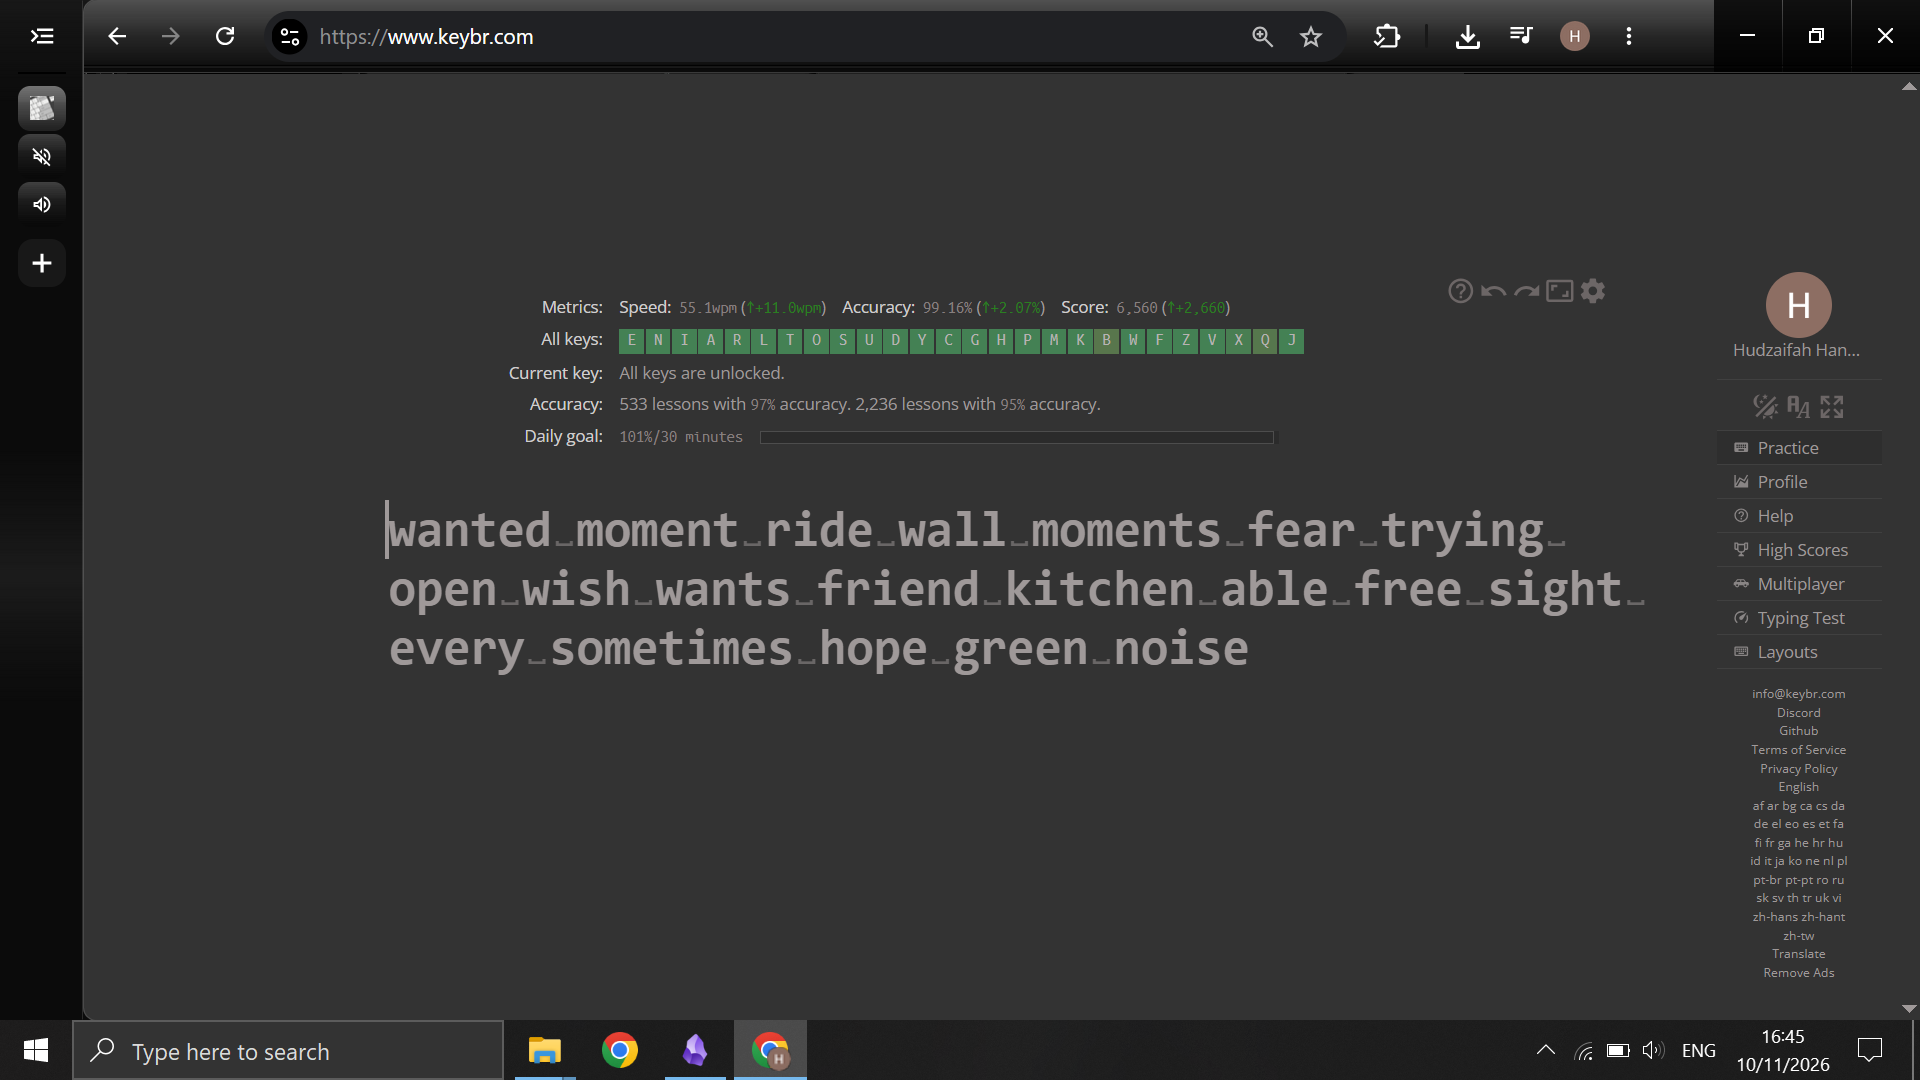 https://www.keybr.com
H
Metrics: Speed: 55.1wpm (↑+11.0wpm) Accuracy: 99.16% (↑+2.07%) Score: 6,560 (↑+2,660)
All keys: E N I A R L T O S U D Y C G H P M K B W F Z V X Q J
Current key: All keys are unlocked.
Accuracy: 533 lessons with 97% accuracy. 2,236 lessons with 95% accuracy.
Daily goal: 101%/30 minutes
wanted␣moment␣ride␣wall␣moments␣fear␣trying␣
open␣wish␣wants␣friend␣kitchen␣able␣free␣sight␣
every␣sometimes␣hope␣green␣noise
H
Hudzaifah Han...
Practice
Profile
Help
High Scores
Multiplayer
Typing Test
Layouts
info@keybr.com
Discord
Github
Terms of Service
Privacy Policy
English
af ar bg ca cs da
de el eo es et fa
fi fr ga he hr hu
id it ja ko ne nl pl
pt-br pt-pt ro ru
sk sv th tr uk vi
zh-hans zh-hant
zh-tw
Translate
Remove Ads
Type here to search
H
ENG
16:45
10/11/2026